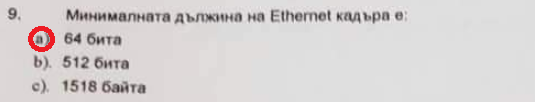 9. Минималната дължина на Ethernet кадъра е:
a). 64 бита
b). 512 бита
c). 1518 байта